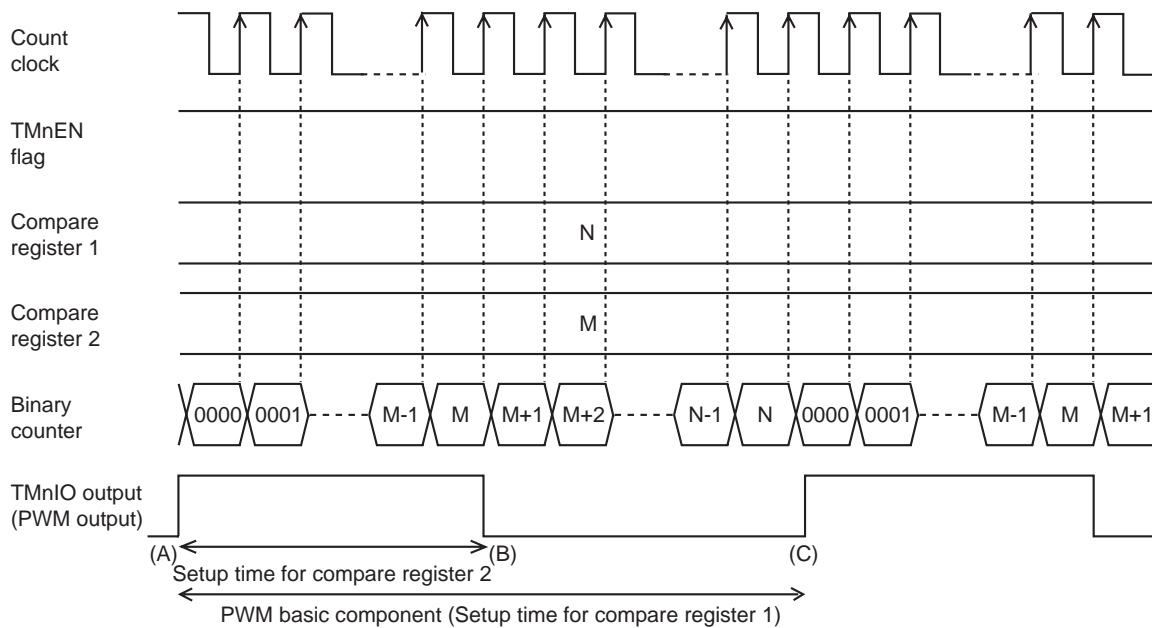 Count
clock
TMnEN
flag
Compare
register 1
N
Compare
register 2
M
Binary
counter
0000 0001 M-1 M M+1 M+2 N-1 N 0000 0001 M-1 M M+1
TMnIO output
(PWM output)
(A) (B) (C)
Setup time for compare register 2
PWM basic component (Setup time for compare register 1)